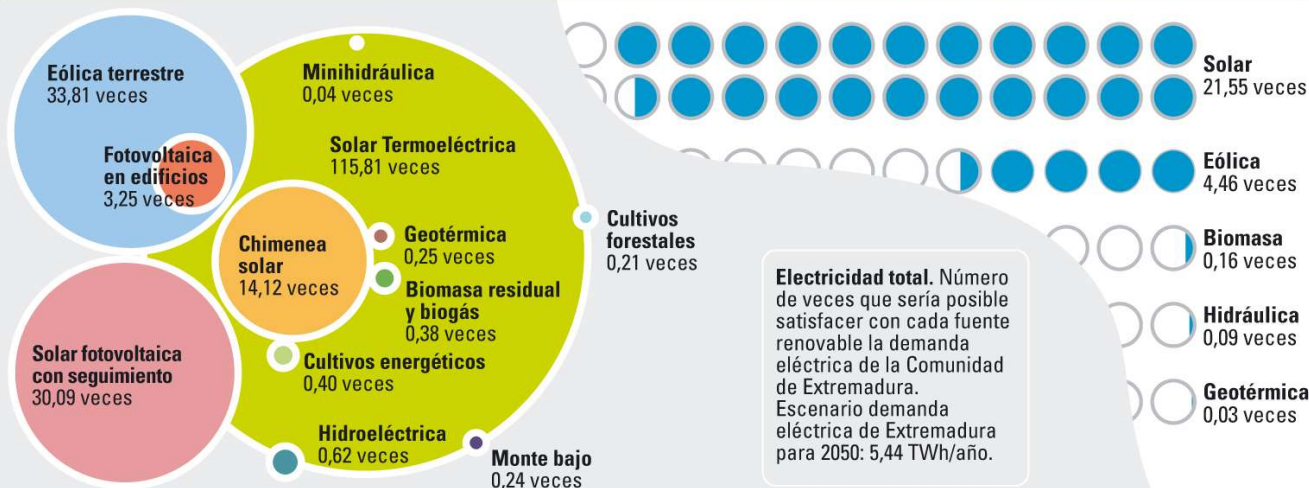 Eólica terrestre
33,81 veces
Fotovoltaica
en edificios
3,25 veces
Minihidráulica
0,04 veces
Solar Termoeléctrica
115,81 veces
Chimenea
solar
14,12 veces
Geotérmica
0,25 veces
Biomasa residual
y biogás
0,38 veces
Cultivos
forestales
0,21 veces
Solar fotovoltaica
con seguimiento
30,09 veces
Cultivos energéticos
0,40 veces
Hidroeléctrica
0,62 veces
Monte bajo
0,24 veces
Electricidad total. Número
de veces que sería posible
satisfacer con cada fuente
renovable la demanda
eléctrica de la Comunidad
de Extremadura.
Escenario demanda
eléctrica de Extremadura
para 2050: 5,44 TWh/año.
Solar
21,55 veces
Eólica
4,46 veces
Biomasa
0,16 veces
Hidráulica
0,09 veces
Geotérmica
0,03 veces